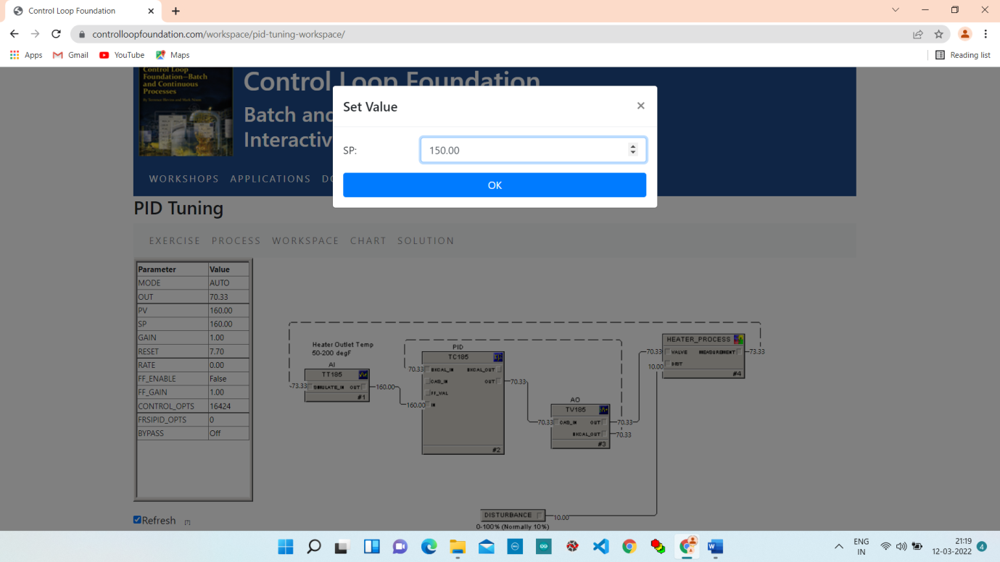 Control Loop Foundation
controlloopfoundation.com/workspace/pid-tuning-workspace/
Apps Gmail YouTube Maps Reading list
Control Loop
Foundation—Batch
and Continuous
Processes
Control Loop Foundation
Batch and
Interactiv
WORKSHOPS APPLICATIONS
Set Value
SP: 150.00
OK
PID Tuning
EXERCISE PROCESS WORKSPACE CHART SOLUTION
Parameter Value
MODE AUTO
OUT 70.33
PV 160.00
SP 160.00
GAIN 1.00
RESET 7.70
RATE 0.00
FF_ENABLE False
FF_GAIN 1.00
CONTROL_OPTS 16424
FRSIPID_OPTS 0
BYPASS Off
Refresh [?]
Heater Outlet Temp
50-200 degF
AI
TT185
73.33 SIMULATE_IN OUT 160.00
#1
PID
TC185
70.33 BKCAL_IN BKCAL_OUT
CAS_IN OUT 70.33
FF_VAL
160.00 IN
#2
AO
TV185
70.33 CAS_IN OUT 70.33
BKCAL_OUT 70.33
#3
HEATER_PROCESS
70.33 VALVE MEASUREMENT 73.33
10.00 DIST
#4
DISTURBANCE 10.00
0-100% (Normally 10%)
ENG
IN
21:19
12-03-2022
4